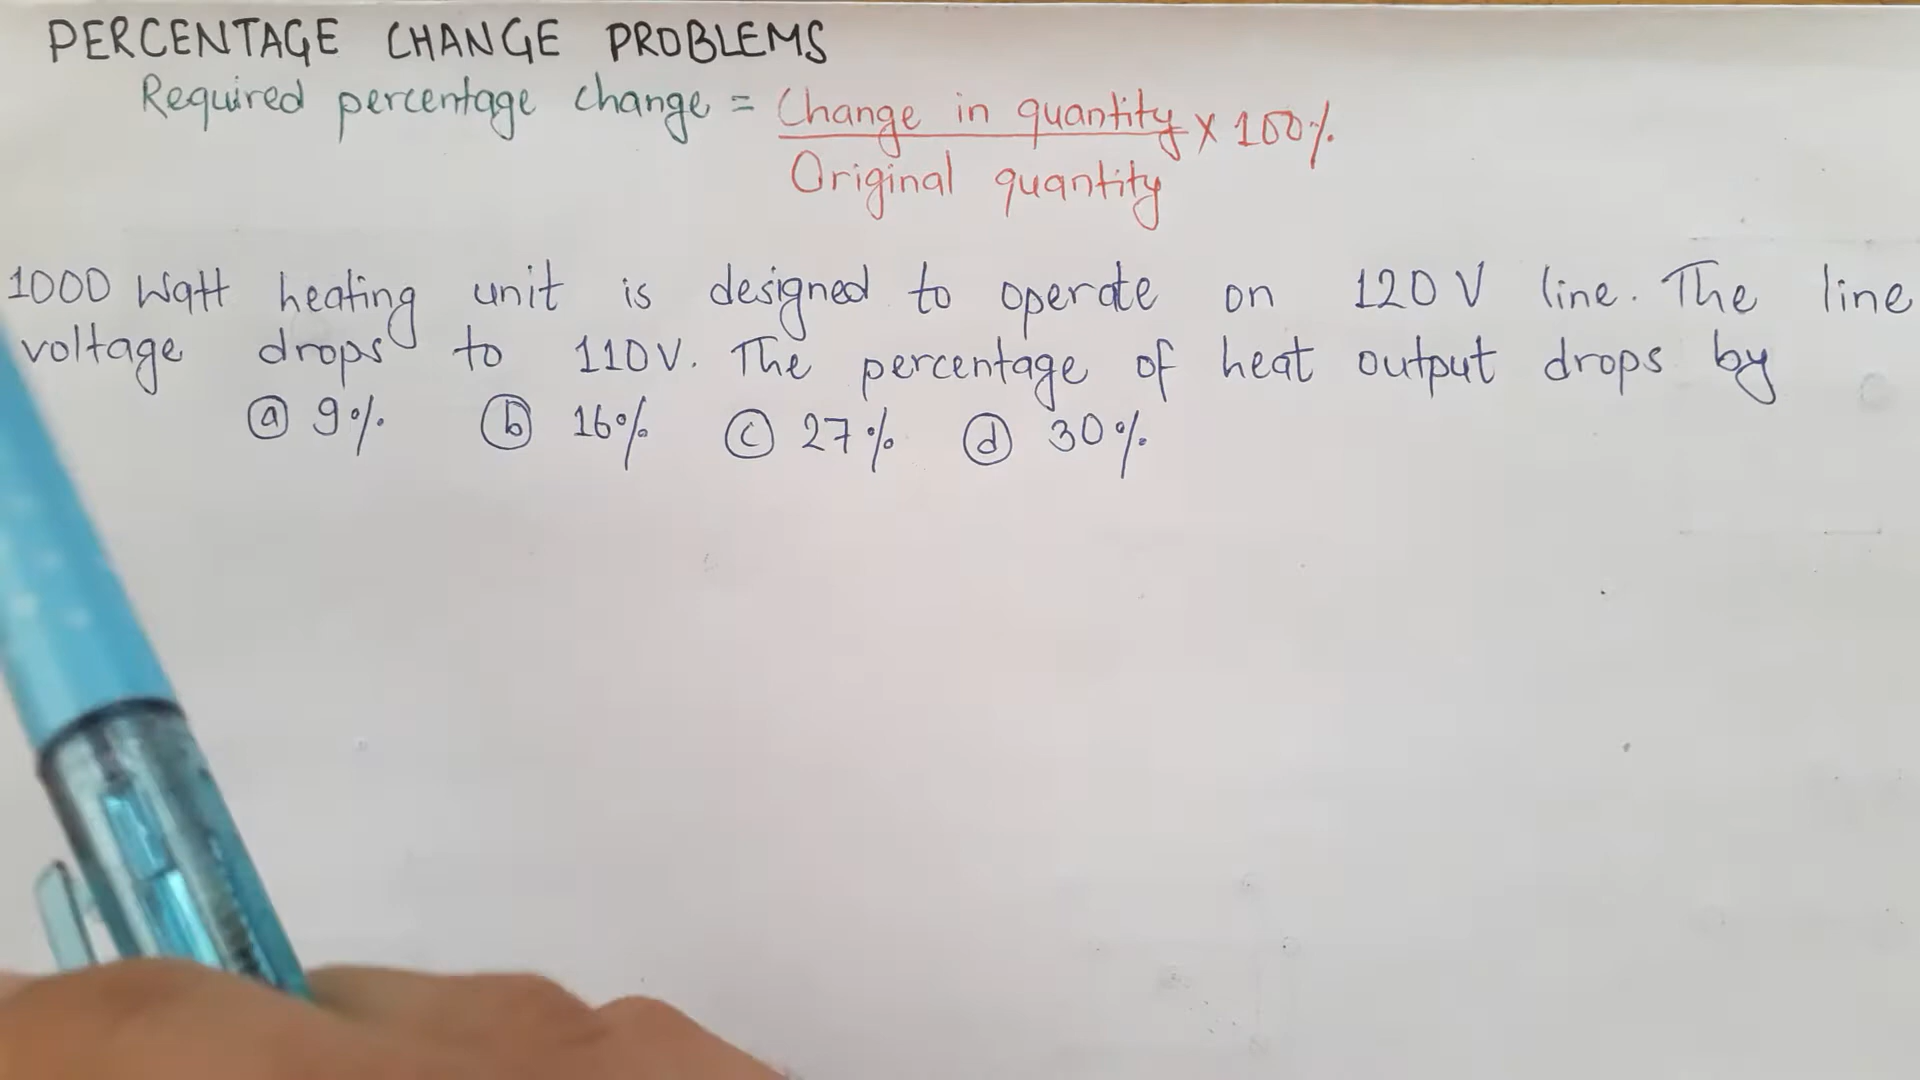 PERCENTAGE CHANGE PROBLEMS
Required percentage change = Change in quantity × 100%
Original quantity
1000 Watt heating unit is designed to operate on 120 V line. The line
voltage drops to 110V. The percentage of heat output drops by
ⓐ 9% ⓑ 16% ⓒ 27% ⓓ 30%